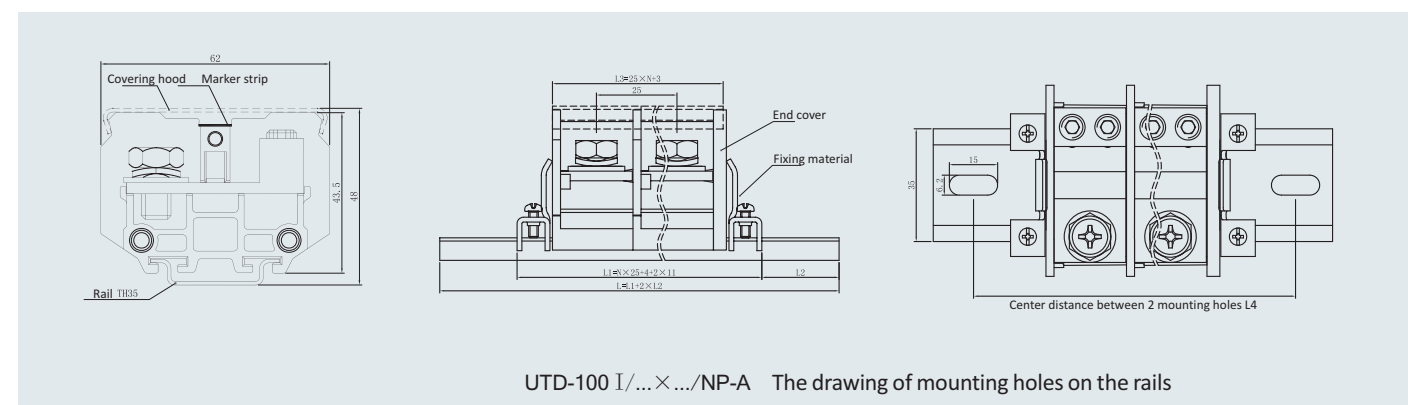 62
Covering hood
Marker strip
43.5
48
Rail TH35
L3=25×N+3
25
End cover
Fixing material
L1=N×25+4+2×11
L2
L=L1+2×L2
15
6.2
35
Center distance between 2 mounting holes L4
UTD-100 I/...×.../NP-A The drawing of mounting holes on the rails